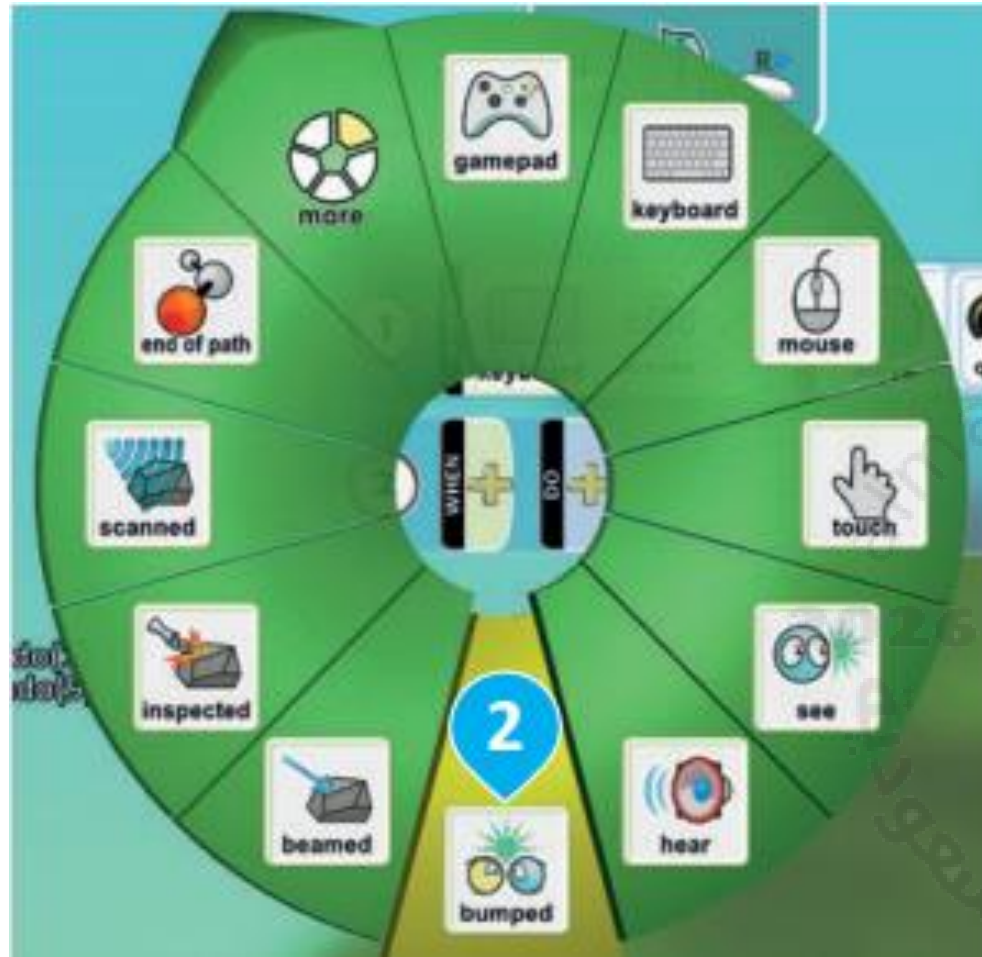 R
gamepad
more
keyboard
end of path
mouse
WHEN
DO
scanned
touch
inspected
see
2
beamed
hear
bumped